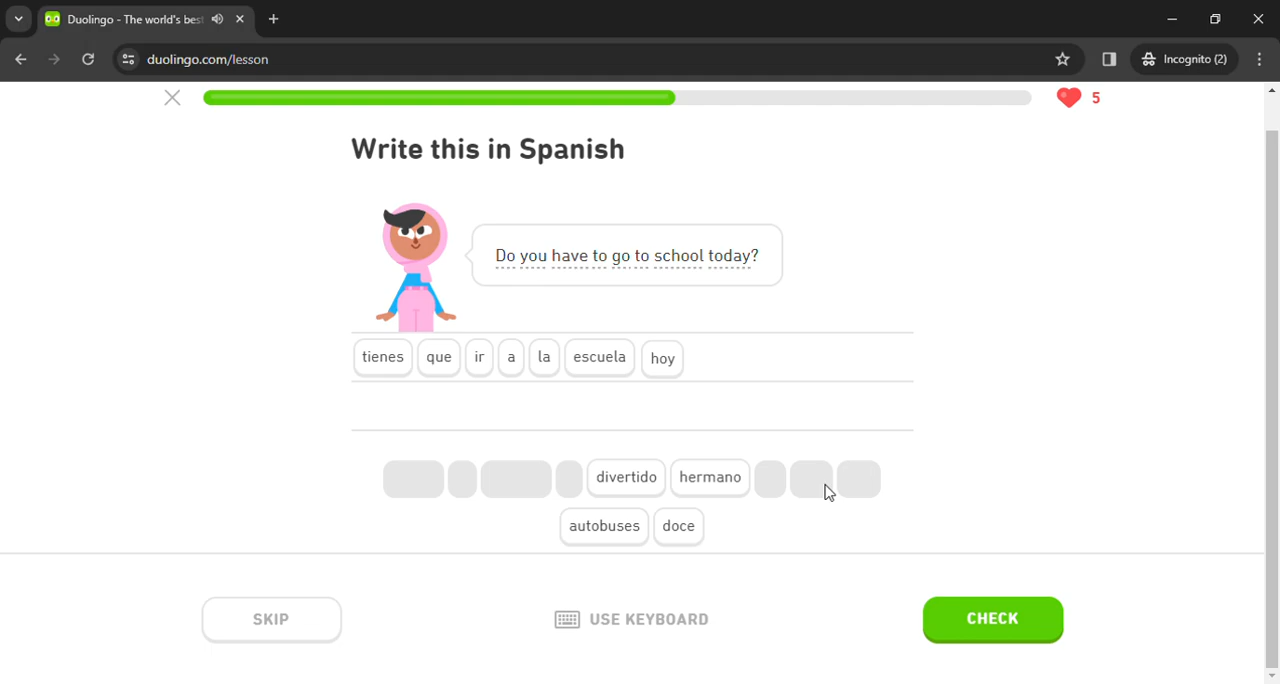 Duolingo - The world's bes
duolingo.com/lesson
Incognito (2)
5
Write this in Spanish
Do you have to go to school today?
tienes que ir a la escuela hoy
divertido hermano
autobuses doce
SKIP USE KEYBOARD CHECK